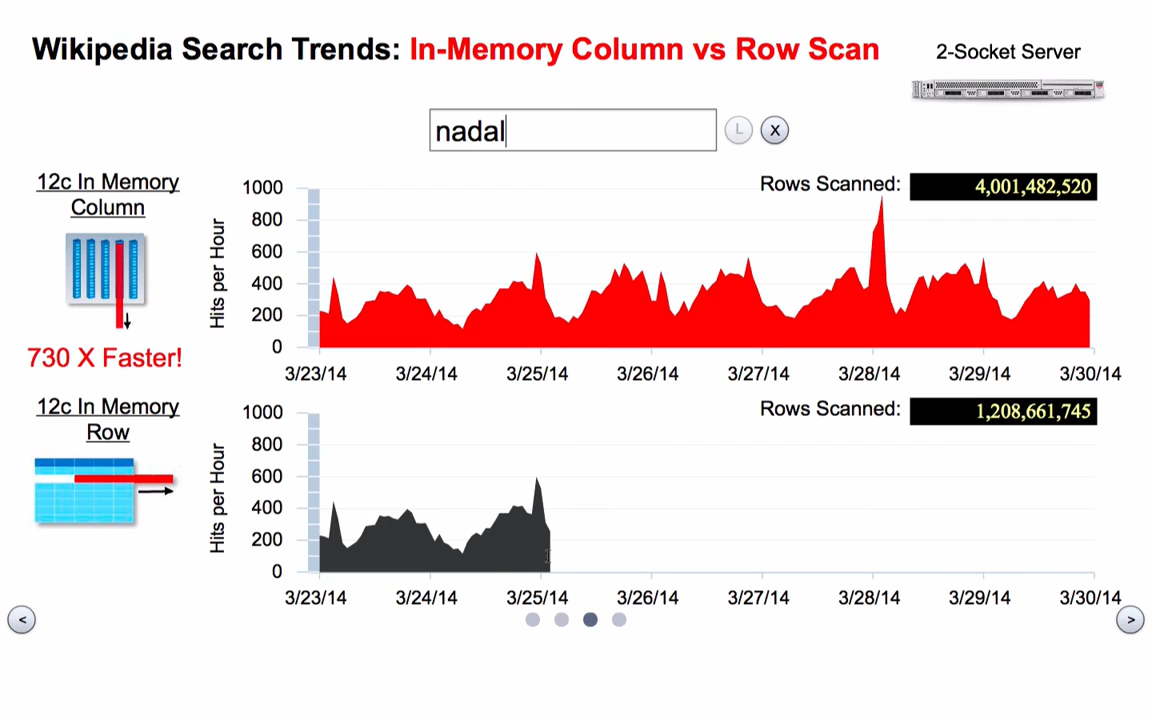 Wikipedia Search Trends: In-Memory Column vs Row Scan
2-Socket Server
nadal
L
X
12c In Memory
Column
730 X Faster!
Rows Scanned: 4,001,482,520
Hits per Hour
1000
800
600
400
200
0
3/23/14 3/24/14 3/25/14 3/26/14 3/27/14 3/28/14 3/29/14 3/30/14
12c In Memory
Row
Rows Scanned: 1,208,661,745
Hits per Hour
1000
800
600
400
200
0
3/23/14 3/24/14 3/25/14 3/26/14 3/27/14 3/28/14 3/29/14 3/30/14
< >